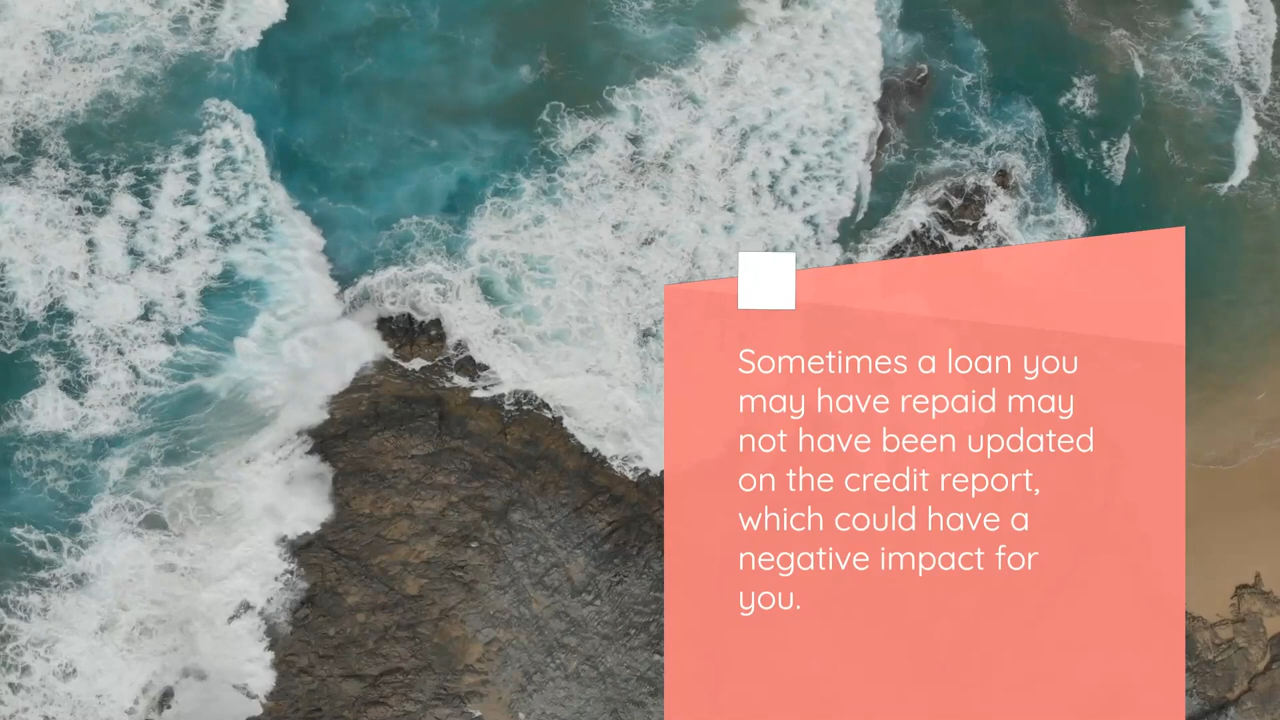 Sometimes a loan you
may have repaid may
not have been updated
on the credit report,
which could have a
negative impact for
you.